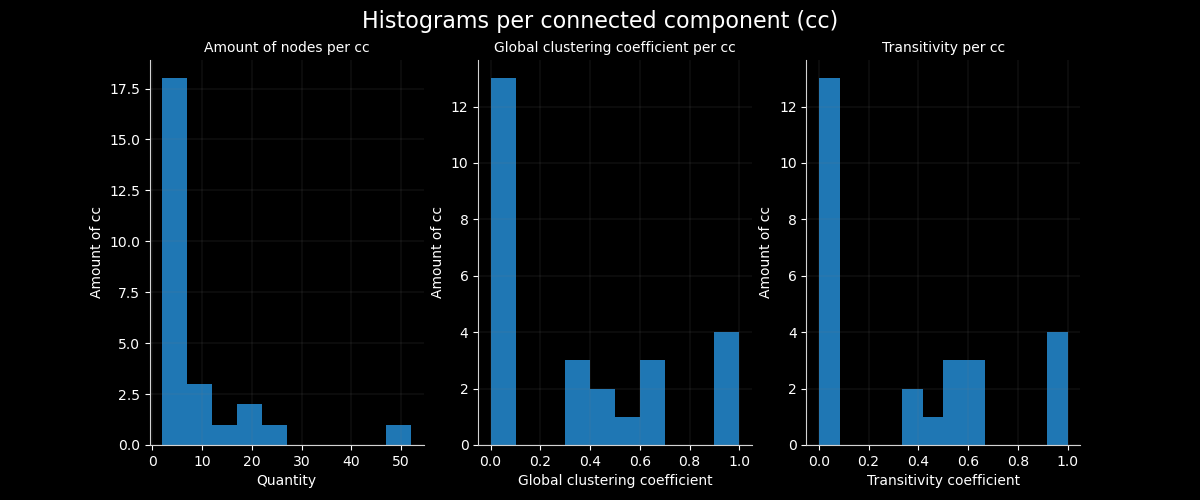 Histograms per connected component (cc)
Amount of nodes per cc
Amount of cc
17.5
15.0
12.5
10.0
7.5
5.0
2.5
0.0
0 10 20 30 40 50
Quantity
Global clustering coefficient per cc
Amount of cc
12
10
8
6
4
2
0
0.0 0.2 0.4 0.6 0.8 1.0
Global clustering coefficient
Transitivity per cc
Amount of cc
12
10
8
6
4
2
0
0.0 0.2 0.4 0.6 0.8 1.0
Transitivity coefficient